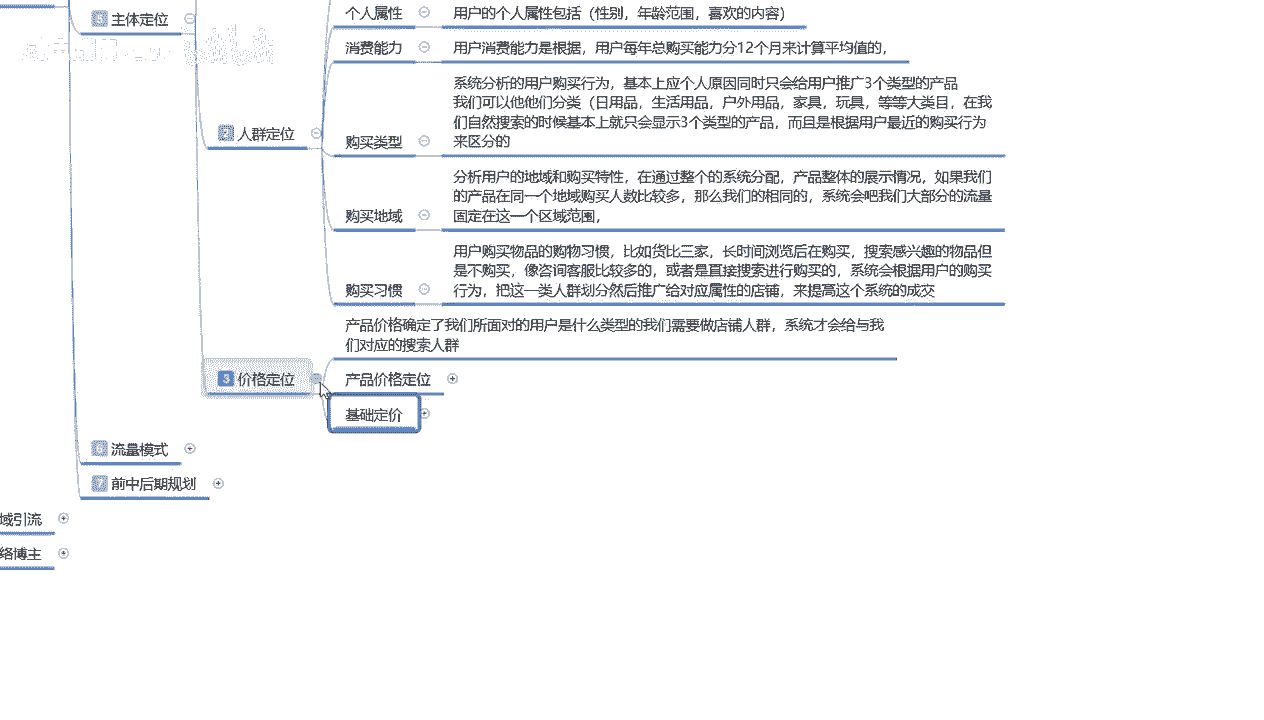 5 主体定位
个人属性
用户的个人属性包括（性别，年龄范围，喜欢的内容）
消费能力
用户消费能力是根据，用户每年总购买能力分12个月来计算平均值的，
2 人群定位
购买类型
系统分析的用户购买行为，基本上应个人原因同时只会给用户推广3个类型的产品
我们可以他他们分类（日用品，生活用品，户外用品，家具，玩具，等等大类目，在我
们自然搜索的时候基本上就只会显示3个类型的产品，而且是根据用户最近的购买行为
来区分的
购买地域
分析用户的地域和购买特性，在通过整个的系统分配，产品整体的展示情况，如果我们
的产品在同一个地域购买人数比较多，那么我们的相同的，系统会吧我们大部分的流量
固定在这一个区域范围，
购买习惯
用户购买物品的购物习惯，比如货比三家，长时间浏览后在购买，搜索感兴趣的物品但
是不购买，像咨询客服比较多的，或者是直接搜索进行购买的，系统会根据用户的购买
行为，把这一类人群划分然后推广给对应属性的店铺，来提高这个系统的成交
3 价格定位
产品价格确定了我们所面对的用户是什么类型的我们需要做店铺人群，系统才会给与我
们对应的搜索人群
产品价格定位
基础定价
流量模式
7 前中后期规划
域引流
络博主